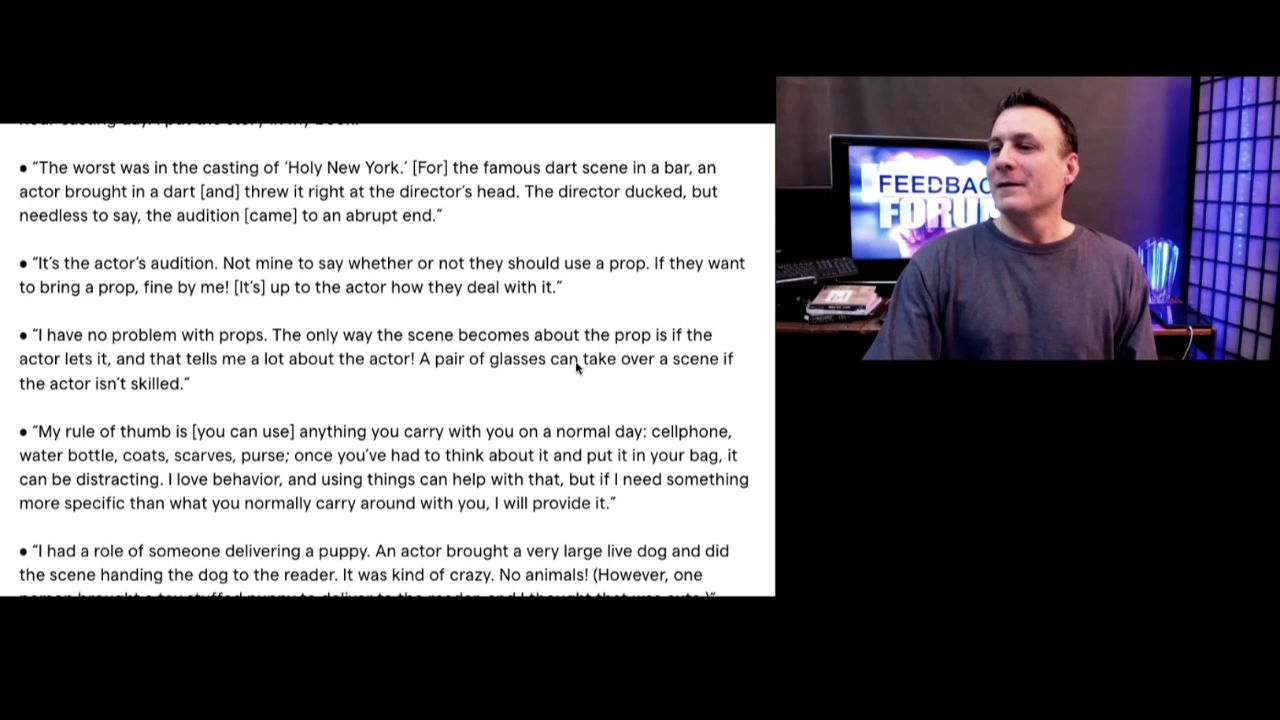 ● “The worst was in the casting of ‘Holy New York.’ [For] the famous dart scene in a bar, an
actor brought in a dart [and] threw it right at the director’s head. The director ducked, but
needless to say, the audition [came] to an abrupt end.”
● “It’s the actor’s audition. Not mine to say whether or not they should use a prop. If they want
to bring a prop, fine by me! [It’s] up to the actor how they deal with it.”
● “I have no problem with props. The only way the scene becomes about the prop is if the
actor lets it, and that tells me a lot about the actor! A pair of glasses can take over a scene if
the actor isn’t skilled.”
● “My rule of thumb is [you can use] anything you carry with you on a normal day: cellphone,
water bottle, coats, scarves, purse; once you’ve had to think about it and put it in your bag, it
can be distracting. I love behavior, and using things can help with that, but if I need something
more specific than what you normally carry around with you, I will provide it.”
● “I had a role of someone delivering a puppy. An actor brought a very large live dog and did
the scene handing the dog to the reader. It was kind of crazy. No animals! (However, one
FEEDBAC
FORU